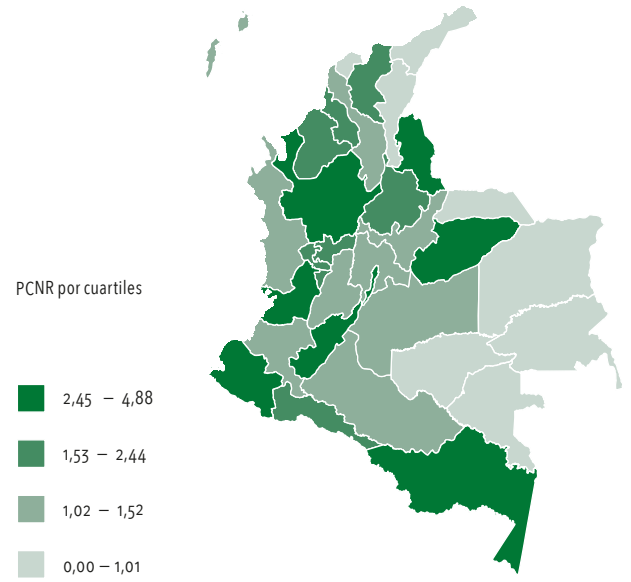 PCNR por cuartiles
2,45 – 4,88
1,53 – 2,44
1,02 – 1,52
0,00 – 1,01